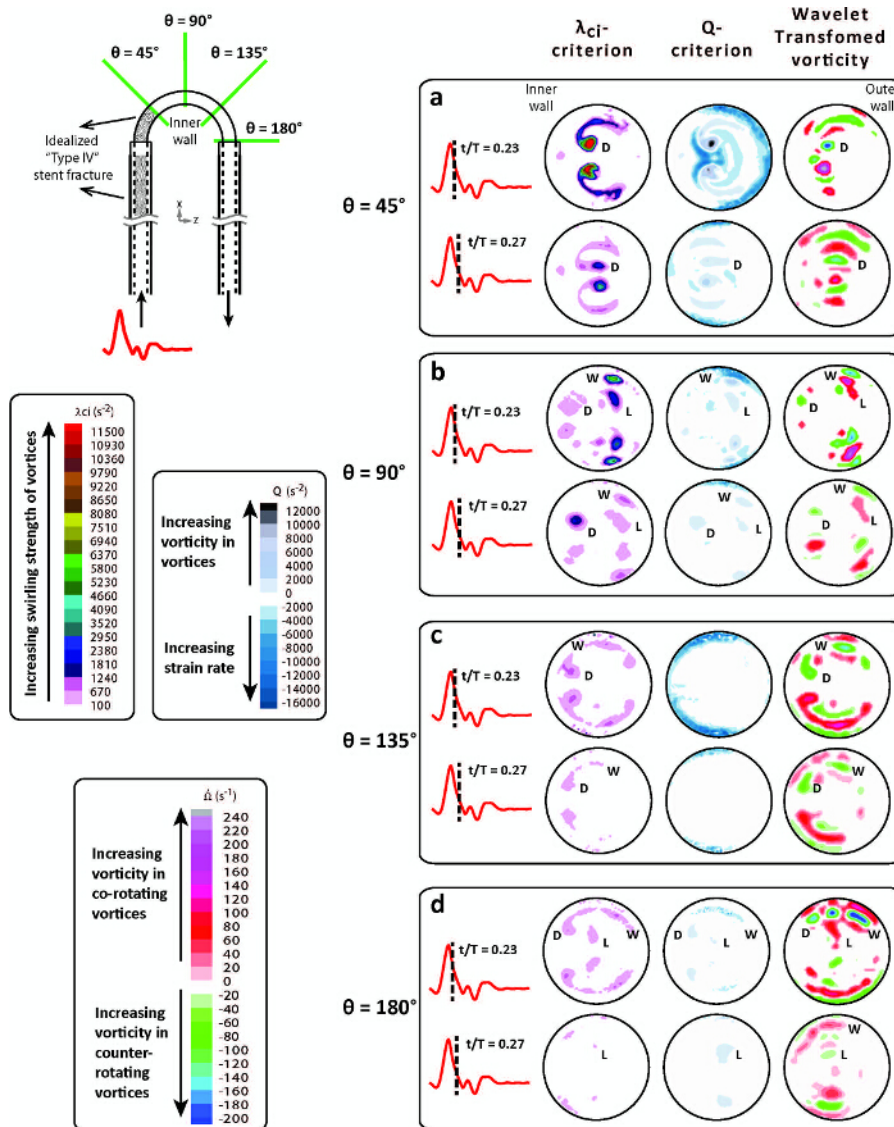 θ = 90°
θ = 45°
θ = 135°
Inner
wall
θ = 180°
Idealized
"Type IV"
stent fracture
x
z
λci-
criterion
Q-
criterion
Wavelet
Transfomed
vorticity
a
Inner
wall
Outer
wall
t/T = 0.23
D
D
θ = 45°
t/T = 0.27
D
D
D
b
t/T = 0.23
W
D
L
W
L
D
L
θ = 90°
t/T = 0.27
W
D
L
W
D
L
D
L
c
t/T = 0.23
W
D
W
D
θ = 135°
t/T = 0.27
W
D
W
D
d
t/T = 0.23
D
L
W
D
L
W
D
L
W
θ = 180°
t/T = 0.27
L
L
W
L
Increasing swirling strength of vortices
λci (s⁻²)
11500
10930
10360
9790
9220
8650
8080
7510
6940
6370
5800
5230
4660
4090
3520
2950
2380
1810
1240
670
100
Increasing
vorticity in
vortices
Increasing
strain rate
Q (s⁻²)
12000
10000
8000
6000
4000
2000
0
-2000
-4000
-6000
-8000
-10000
-12000
-14000
-16000
Increasing
vorticity in
co-rotating
vortices
Increasing
vorticity in
counter-
rotating
vortices
Ω̇ (s⁻¹)
240
220
200
180
160
140
120
100
80
60
40
20
0
-20
-40
-60
-80
-100
-120
-140
-160
-180
-200